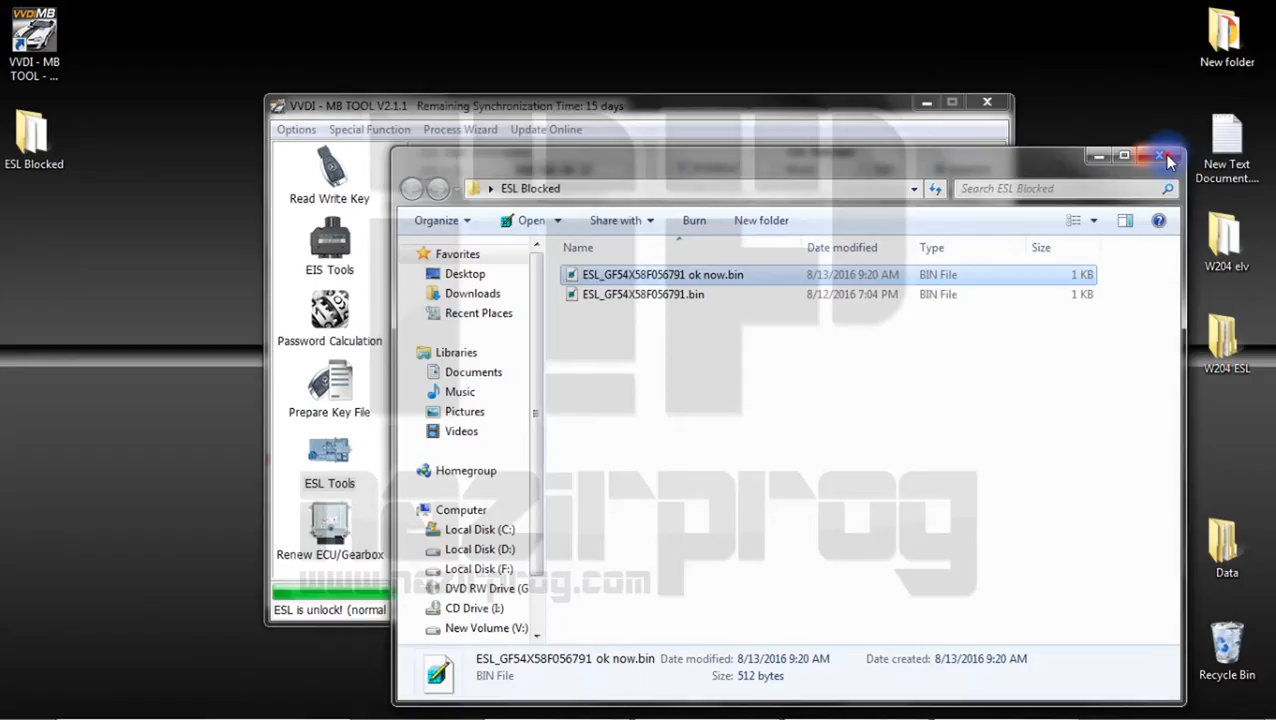 VVDIMB
VVDI - MB
TOOL - ...
ESL Blocked
VVDI - MB TOOL V2.1.1 Remaining Synchronization Time: 15 days
Options Special Function Process Wizard Update Online
Read Write Key
EIS Tools
Password Calculation
Prepare Key File
ESL Tools
Renew ECU/Gearbox
ESL is unlock! (normal
ESL Blocked
Search ESL Blocked
Organize Open Share with Burn New folder
Name Date modified Type Size
ESL_GF54X58F056791 ok now.bin 8/13/2016 9:20 AM BIN File 1 KB
ESL_GF54X58F056791.bin 8/12/2016 7:04 PM BIN File 1 KB
Favorites
Desktop
Downloads
Recent Places
Libraries
Documents
Music
Pictures
Videos
Homegroup
Computer
Local Disk (C:)
Local Disk (D:)
Local Disk (F:)
DVD RW Drive (G
CD Drive (I:)
New Volume (V:)
ESL_GF54X58F056791 ok now.bin Date modified: 8/13/2016 9:20 AM Date created: 8/13/2016 9:20 AM
BIN File Size: 512 bytes
nazirprog
www.nazirprog.com
New folder
New Text
Document....
W204 elv
W204 ESL
Data
Recycle Bin